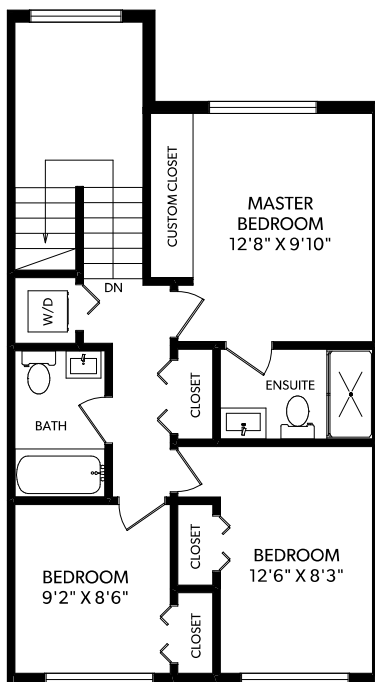 CUSTOM CLOSET
MASTER
BEDROOM
12'8" X 9'10"
DN
W/D
CLOSET
ENSUITE
BATH
CLOSET
BEDROOM
12'6" X 8'3"
BEDROOM
9'2" X 8'6"
CLOSET